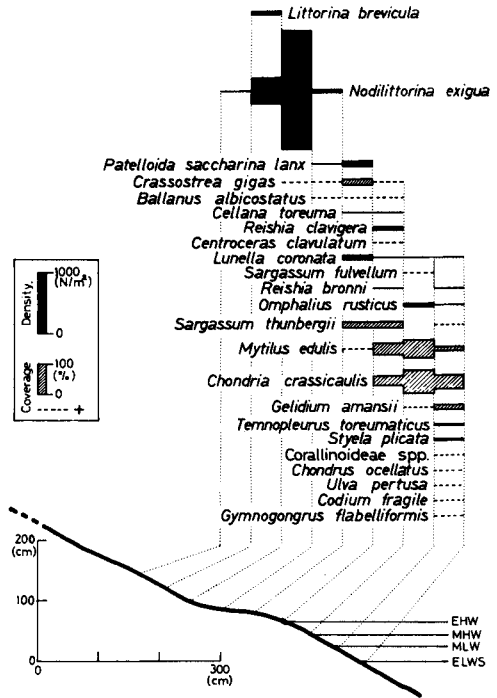 Littorina brevicula
Nodilittorina exigua
Patelloida saccharina lanx
Crassostrea gigas
Ballanus albicostatus
Cellana toreuma
Reishia clavigera
Centroceras clavulatum
Lunella coronata
Sargassum fulvellum
Reishia bronni
Omphalius rusticus
Sargassum thunbergii
Mytilus edulis
Chondria crassicaulis
Gelidium amansii
Temnopleurus toreumaticus
Styela plicata
Corallinoideae spp.
Chondrus ocellatus
Ulva pertusa
Codium fragile
Gymnogongrus flabelliformis
Density
1000
(N/m²)
0
Coverage
100
(%)
0
+
200
(cm)
100
0
0
300
(cm)
EHW
MHW
MLW
ELWS